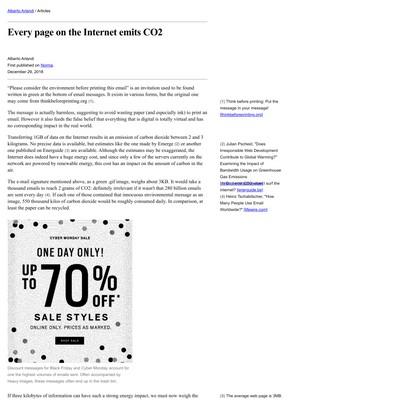 Alberto Anlandi / Articles
Every page on the Internet emits CO2
Alberto Anlandi
First published on Norma.
December 29, 2018
"Please consider the environment before printing this email" is an invitation used to be found
written in green at the bottom of email messages. It exists in various forms, but the original one
may come from thinkbeforeprinting.org (1).
The message is actually harmless, suggesting to avoid wasting paper (and especially ink) to print an
email. However it also feeds the false belief that everything that is digital is totally virtual and has
no corresponding impact in the real world.
Transferring 1GB of data on the Internet results in an emission of carbon dioxide between 2 and 3
kilograms. No precise data is available, but estimates like the one made by Emerge (2) or another
one published on Energuide (3) are available. Although the estimates may be exaggerated, the
Internet does indeed have a huge energy cost, and since only a few of the servers currently on the
network are powered by renewable energy, this cost has an impact on the amount of carbon in the
air.
The e-mail signature mentioned above, as a green .gif image, weighs about 3KB. It would take a
thousand emails to reach 2 grams of CO2: definitely irrelevant if it wasn't that 280 billion emails
are sent every day (4). If each one of those contained that innocuous environmental message as an
image, 550 thousand kilos of carbon dioxide would be roughly consumed daily. In comparison, at
least the paper can be recycled.
CYBER MONDAY SALE
ONE DAY ONLY!
UP TO 70% OFF*
SALE STYLES
ONLINE ONLY. PRICES AS MARKED.
SHOP SALE
Discount messages for Black Friday and Cyber Monday account for
one the highest volumes of emails sent. Often accompanied by
heavy images, these messages often end up in the trash bin.
If three kilobytes of information can have such a strong energy impact, we must now weigh the
(1) Think before printing: Put the
message in your message!
(thinkbeforeprinting.org)
(2) Julian Pscheid, "Does
Irresponsible Web Development
Contribute to Global Warming?"
Examining the Impact of
Bandwidth Usage on Greenhouse
Gas Emissions
surf the
internet? (energuide.be)
(4) Heinz Tschabitscher, "How
Many People Use Email
Worldwide?" (lifewire.com)
(5) The average web page is 3MB.